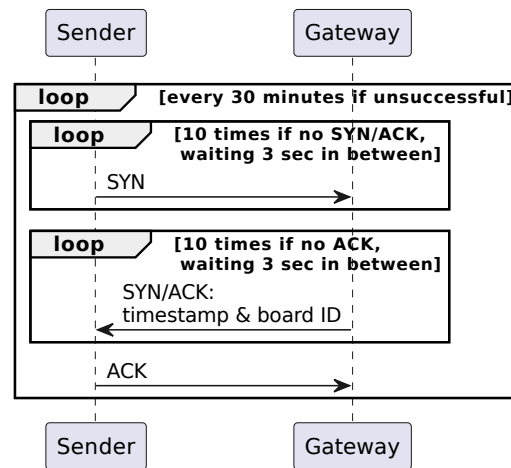 Sender Gateway
loop [every 30 minutes if unsuccessful]
loop [10 times if no SYN/ACK,
waiting 3 sec in between]
SYN
loop [10 times if no ACK,
waiting 3 sec in between]
SYN/ACK:
timestamp & board ID
ACK
Sender Gateway